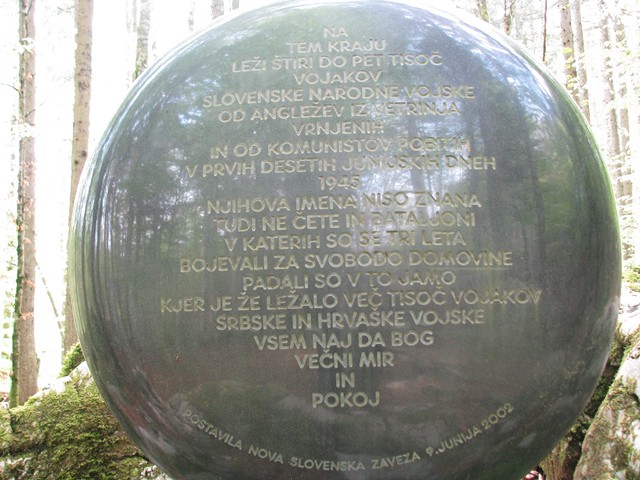 NA
TEM KRAJU
LEŽI ŠTIRI DO PET TISOČ
VOJAKOV
SLOVENSKE NARODNE VOJSKE
OD ANGLEŽEV IZ VETRINJA
VRNJENIH
IN OD KOMUNISTOV POBITIH
V PRVIH DESETIH JUNIJSKIH DNEH
1945
NJIHOVA IMENA NISO ZNANA
TUDI NE ČETE IN BATALJONI
V KATERIH SO SE TRI LETA
BOJEVALI ZA SVOBODO DOMOVINE
PADALI SO V TO JAMO
KJER JE ŽE LEŽALO VEČ TISOČ VOJAKOV
SRBSKE IN HRVAŠKE VOJSKE
VSEM NAJ DA BOG
VEČNI MIR
IN
POKOJ
POSTAVILA NOVA SLOVENSKA ZAVEZA 9. JUNIJA 2002